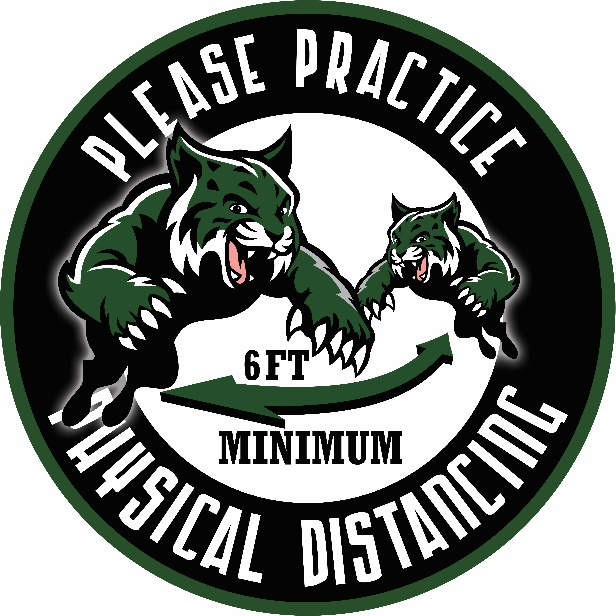 PLEASE PRACTICE
6FT
MINIMUM
PHYSICAL DISTANCING